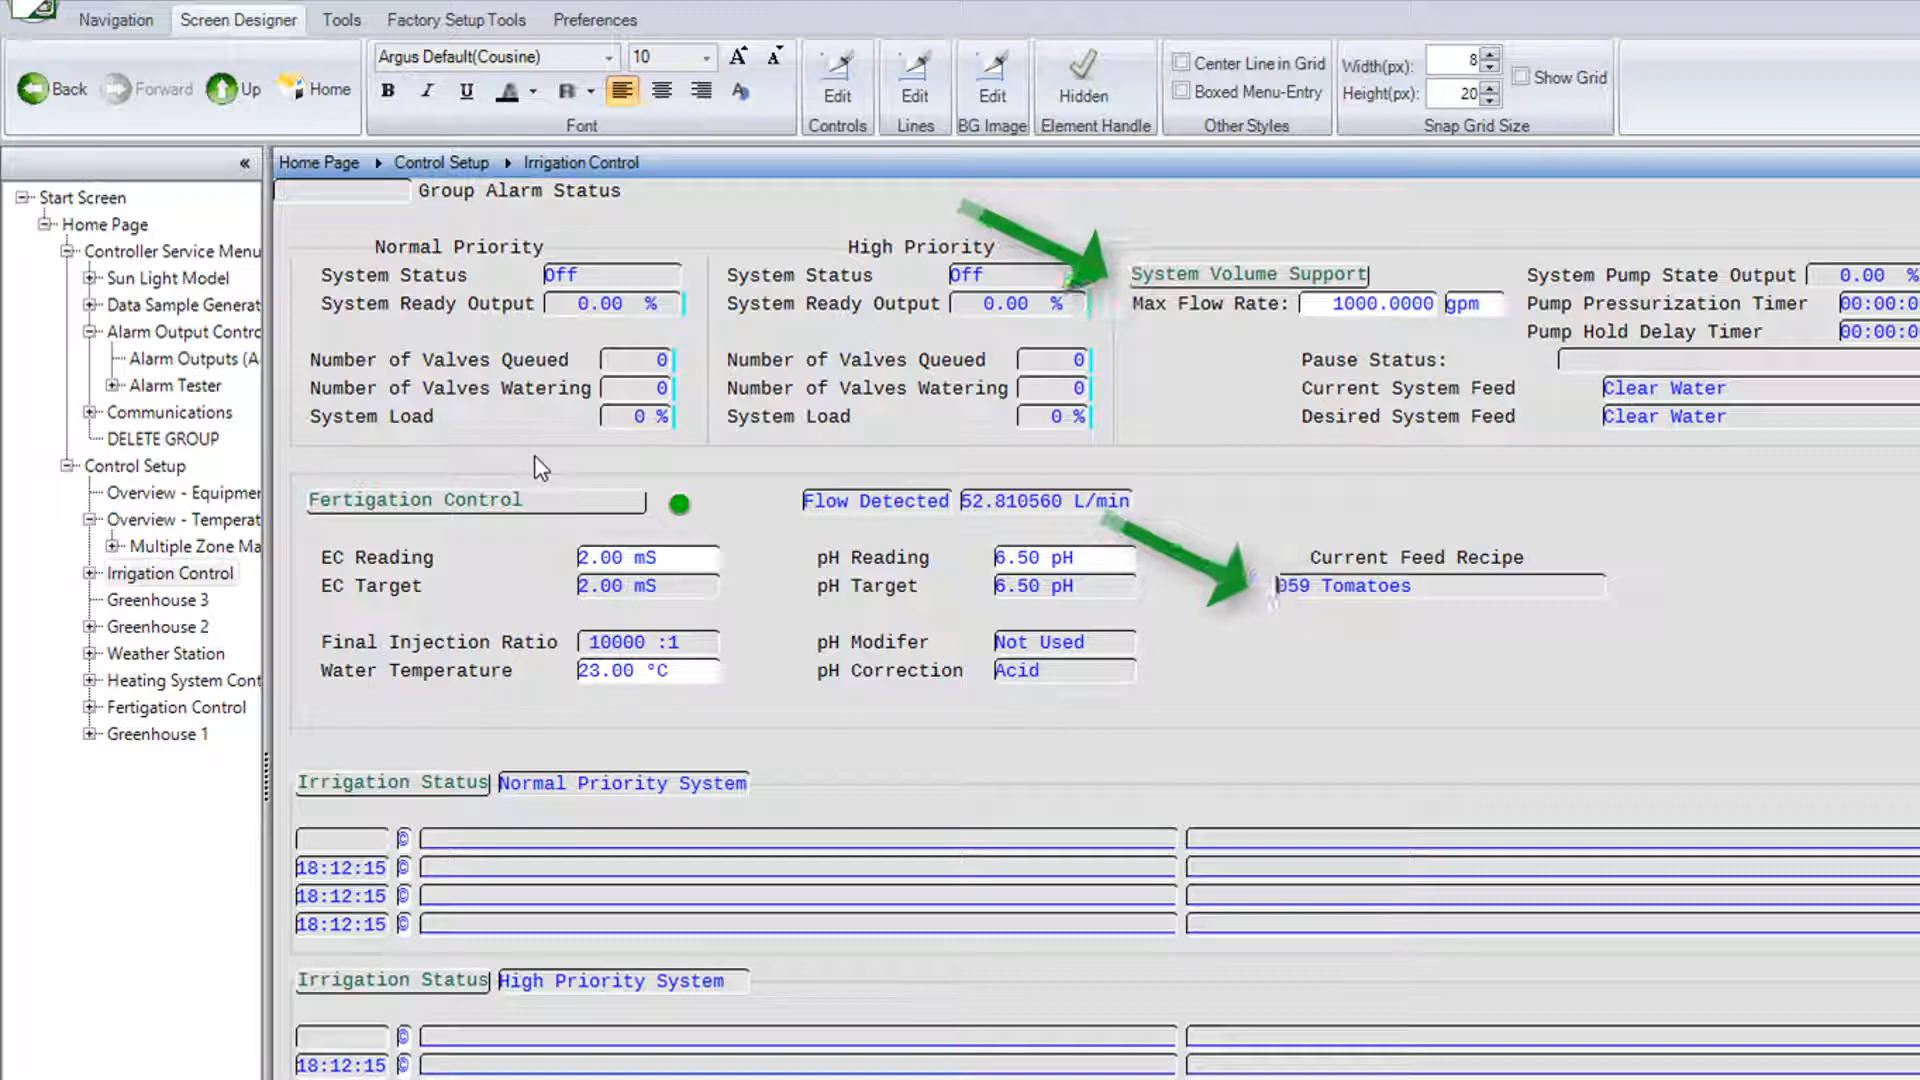 Navigation Screen Designer Tools Factory Setup Tools Preferences
Back Forward Up Home
Argus Default(Cousine) 10 A A
B I U
Font
Edit
Controls
Edit
Lines
Edit
BG Image
Hidden
Element Handle
Center Line in Grid
Boxed Menu-Entry
Other Styles
Width(px): 8
Height(px): 20
Show Grid
Snap Grid Size
«
Start Screen
Home Page
Controller Service Menu
Sun Light Model
Data Sample Generat
Alarm Output Contro
Alarm Outputs (A
Alarm Tester
Communications
DELETE GROUP
Control Setup
Overview - Equipmer
Overview - Temperat
Multiple Zone Ma
Irrigation Control
Greenhouse 3
Greenhouse 2
Weather Station
Heating System Cont
Fertigation Control
Greenhouse 1
Home Page Control Setup Irrigation Control
Group Alarm Status
Normal Priority
System Status Off
System Ready Output 0.00 %
Number of Valves Queued 0
Number of Valves Watering 0
System Load 0 %
High Priority
System Status Off
System Ready Output 0.00 %
Number of Valves Queued 0
Number of Valves Watering 0
System Load 0 %
System Volume Support
Max Flow Rate: 1000.0000 gpm
System Pump State Output 0.00 %
Pump Pressurization Timer 00:00:0
Pump Hold Delay Timer 00:00:0
Pause Status:
Current System Feed Clear Water
Desired System Feed Clear Water
Fertigation Control
Flow Detected 52.810560 L/min
EC Reading 2.00 mS
EC Target 2.00 mS
Final Injection Ratio 10000 :1
Water Temperature 23.00 °C
pH Reading 6.50 pH
pH Target 6.50 pH
pH Modifer Not Used
pH Correction Acid
Current Feed Recipe
059 Tomatoes
Irrigation Status Normal Priority System
©
18:12:15 ©
18:12:15 ©
18:12:15 ©
Irrigation Status High Priority System
©
18:12:15 ©